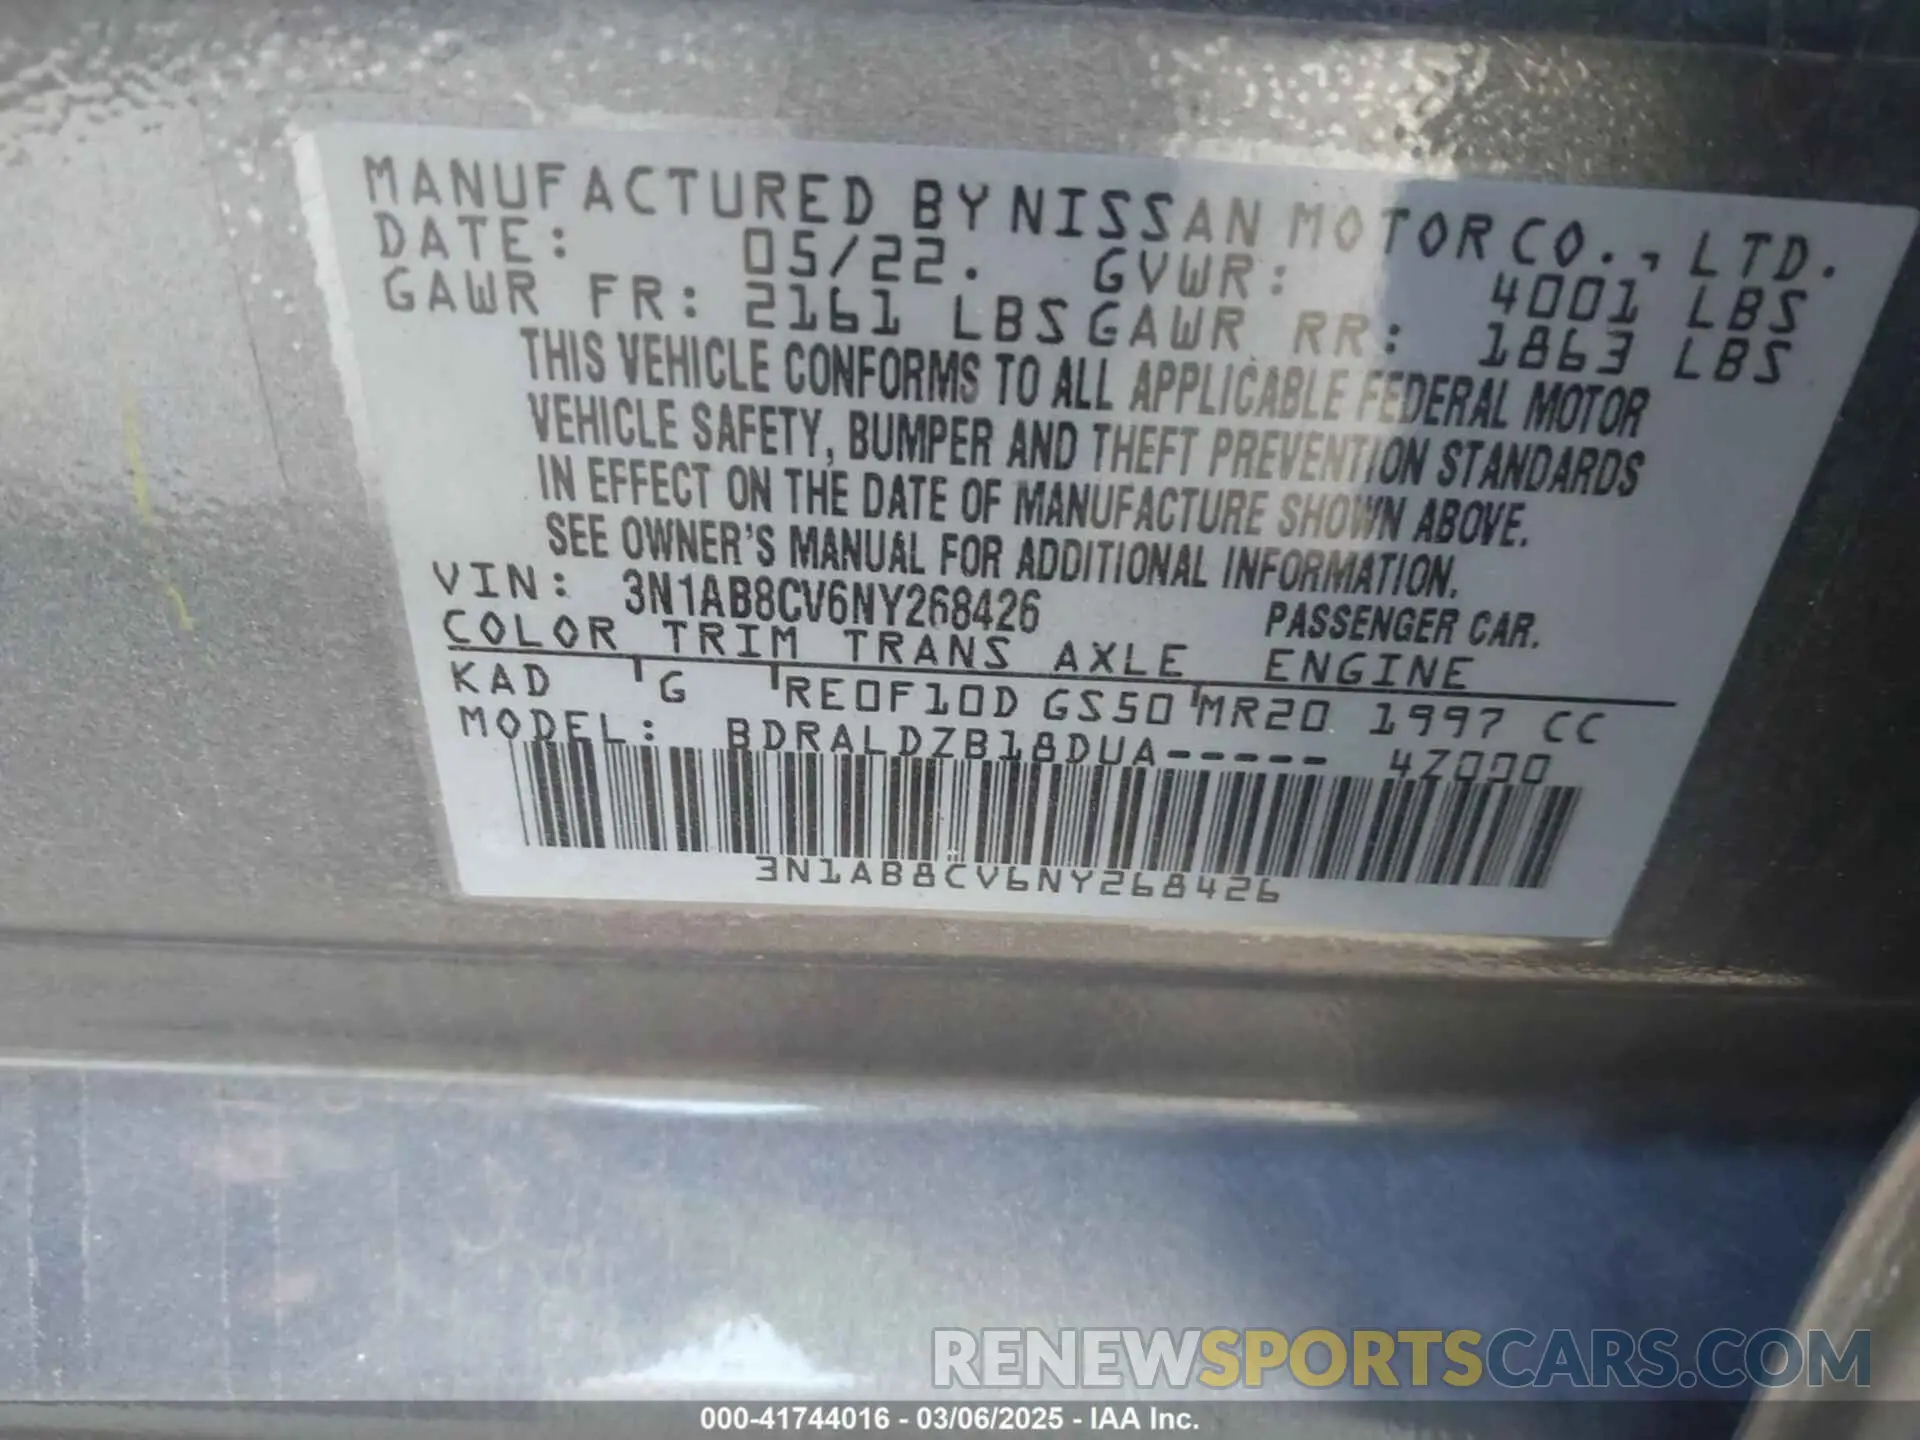 MANUFACTURED BY NISSAN MOTOR CO., LTD.
DATE: 05/22. GVWR: 4001 LBS
GAWR FR: 2161 LBS GAWR RR: 1863 LBS
THIS VEHICLE CONFORMS TO ALL APPLICABLE FEDERAL MOTOR
VEHICLE SAFETY, BUMPER AND THEFT PREVENTION STANDARDS
IN EFFECT ON THE DATE OF MANUFACTURE SHOWN ABOVE.
SEE OWNER'S MANUAL FOR ADDITIONAL INFORMATION.
VIN: 3N1AB8CV6NY268426 PASSENGER CAR.
COLOR TRIM TRANS AXLE ENGINE
KAD G RE0F10D GS50 MR20 1997 CC
MODEL: BDRALDZB18DUA----- 4Z000
3N1AB8CV6NY268426
RENEWSPORTSCARS.COM
000-41744016 - 03/06/2025 - IAA Inc.